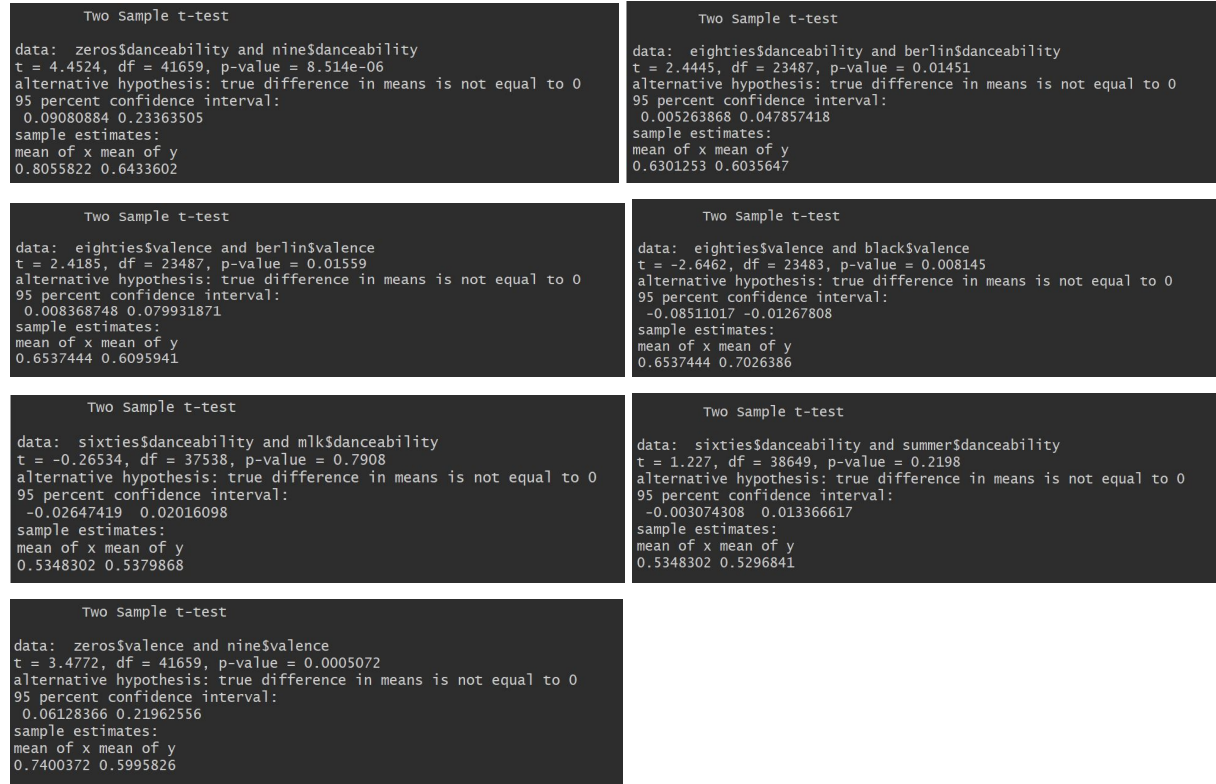 Two Sample t-test
data:  zeros$danceability and nine$danceability
t = 4.4524, df = 41659, p-value = 8.514e-06
alternative hypothesis: true difference in means is not equal to 0
95 percent confidence interval:
 0.09080884 0.23363505
sample estimates:
mean of x mean of y
0.8055822 0.6433602
Two Sample t-test
data:  eighties$danceability and berlin$danceability
t = 2.4445, df = 23487, p-value = 0.01451
alternative hypothesis: true difference in means is not equal to 0
95 percent confidence interval:
 0.005263868 0.047857418
sample estimates:
mean of x mean of y
0.6301253 0.6035647
Two Sample t-test
data:  eighties$valence and berlin$valence
t = 2.4185, df = 23487, p-value = 0.01559
alternative hypothesis: true difference in means is not equal to 0
95 percent confidence interval:
 0.008368748 0.079931871
sample estimates:
mean of x mean of y
0.6537444 0.6095941
Two Sample t-test
data:  eighties$valence and black$valence
t = -2.6462, df = 23483, p-value = 0.008145
alternative hypothesis: true difference in means is not equal to 0
95 percent confidence interval:
 -0.08511017 -0.01267808
sample estimates:
mean of x mean of y
0.6537444 0.7026386
Two Sample t-test
data:  sixties$danceability and mlk$danceability
t = -0.26534, df = 37538, p-value = 0.7908
alternative hypothesis: true difference in means is not equal to 0
95 percent confidence interval:
 -0.02647419  0.02016098
sample estimates:
mean of x mean of y
0.5348302 0.5379868
Two Sample t-test
data:  sixties$danceability and summer$danceability
t = 1.227, df = 38649, p-value = 0.2198
alternative hypothesis: true difference in means is not equal to 0
95 percent confidence interval:
 -0.003074308  0.013366617
sample estimates:
mean of x mean of y
0.5348302 0.5296841
Two Sample t-test
data:  zeros$valence and nine$valence
t = 3.4772, df = 41659, p-value = 0.0005072
alternative hypothesis: true difference in means is not equal to 0
95 percent confidence interval:
 0.06128366 0.21962556
sample estimates:
mean of x mean of y
0.7400372 0.5995826